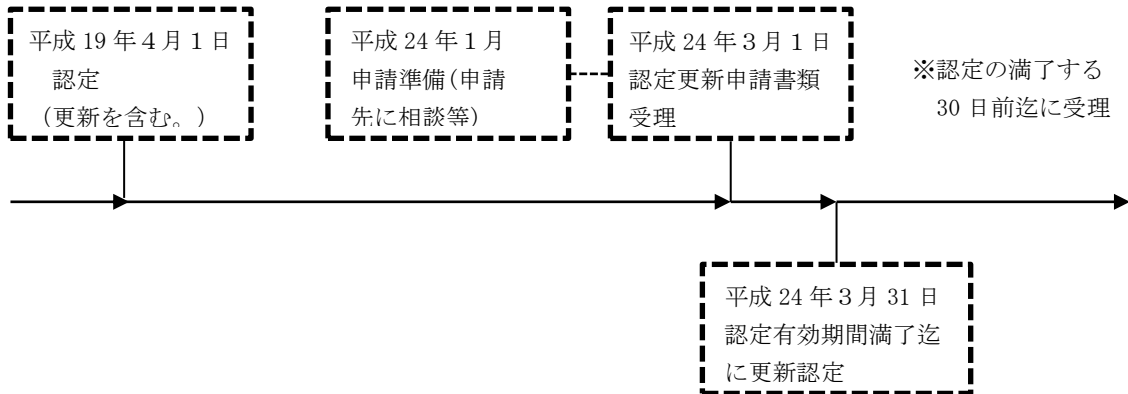 平成 19 年４月１日
認定
（更新を含む。）
平成 24 年１月
申請準備(申請
先に相談等)
平成 24 年３月１日
認定更新申請書類
受理
※認定の満了する
30 日前迄に受理
平成 24 年３月 31 日
認定有効期間満了迄
に更新認定